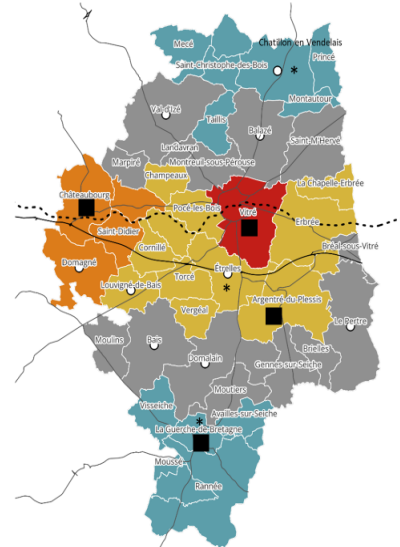 Chatillon en Vendelais
Mecé
Princé
Saint-Christophe-des-Bois
Montautour
Val d'Izé
Taillis
Balazé
Saint-M'Hervé
Landavran
Marpiré
Montreuil-sous-Pérouse
Champeaux
La Chapelle-Erbrée
Châteaubourg
Pocé-les-Bois
Vitré
Erbrée
Saint-Didier
Cornillé
Bréal-sous-Vitré
Domagné
Etrelles
Torcé
Louvigné-de-Bais
Argentré du Plessis
Vergéal
Le Pertre
Moulins
Bais
Brielles
Domalain
Gennes-sur-Seiche
Moutiers
Visseiche
Availles-sur-Seiche
La Guerche-de-Bretagne
Moussé
Rannée